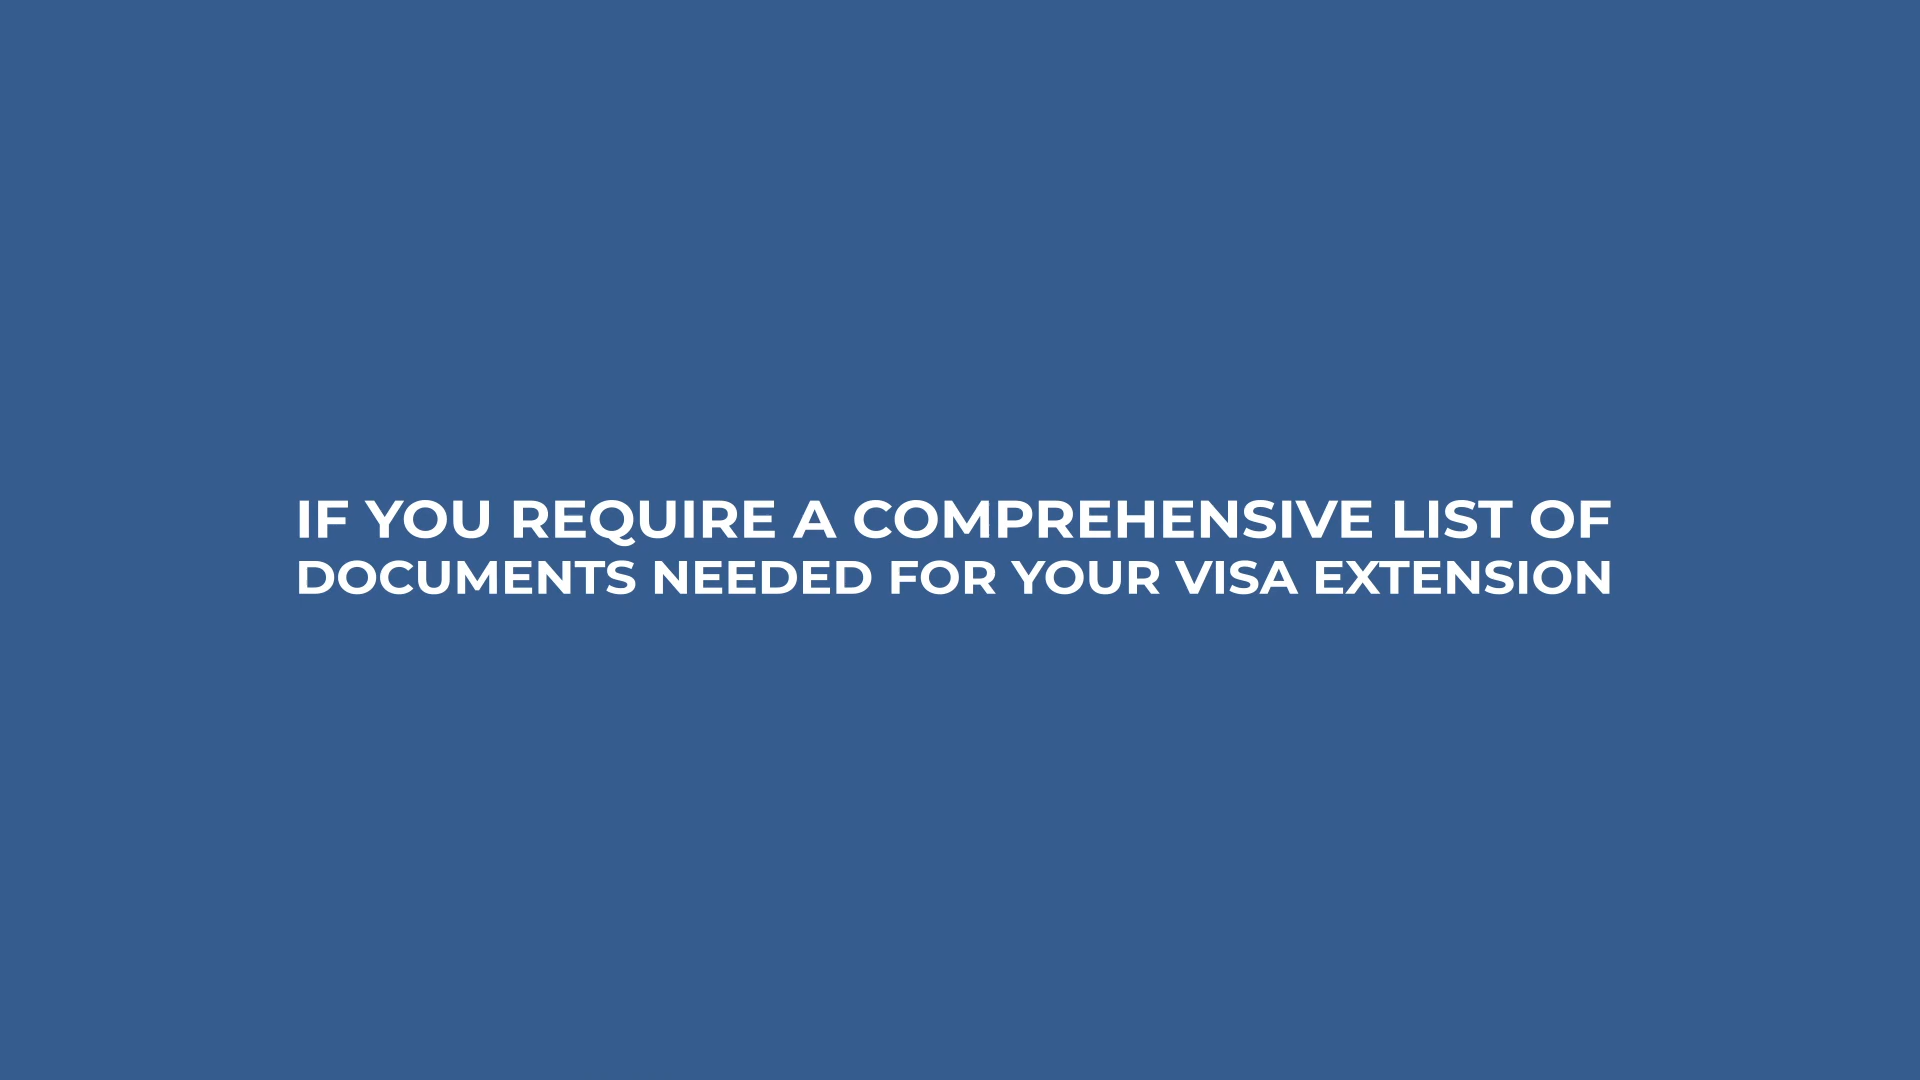 IF YOU REQUIRE A COMPREHENSIVE LIST OF
DOCUMENTS NEEDED FOR YOUR VISA EXTENSION